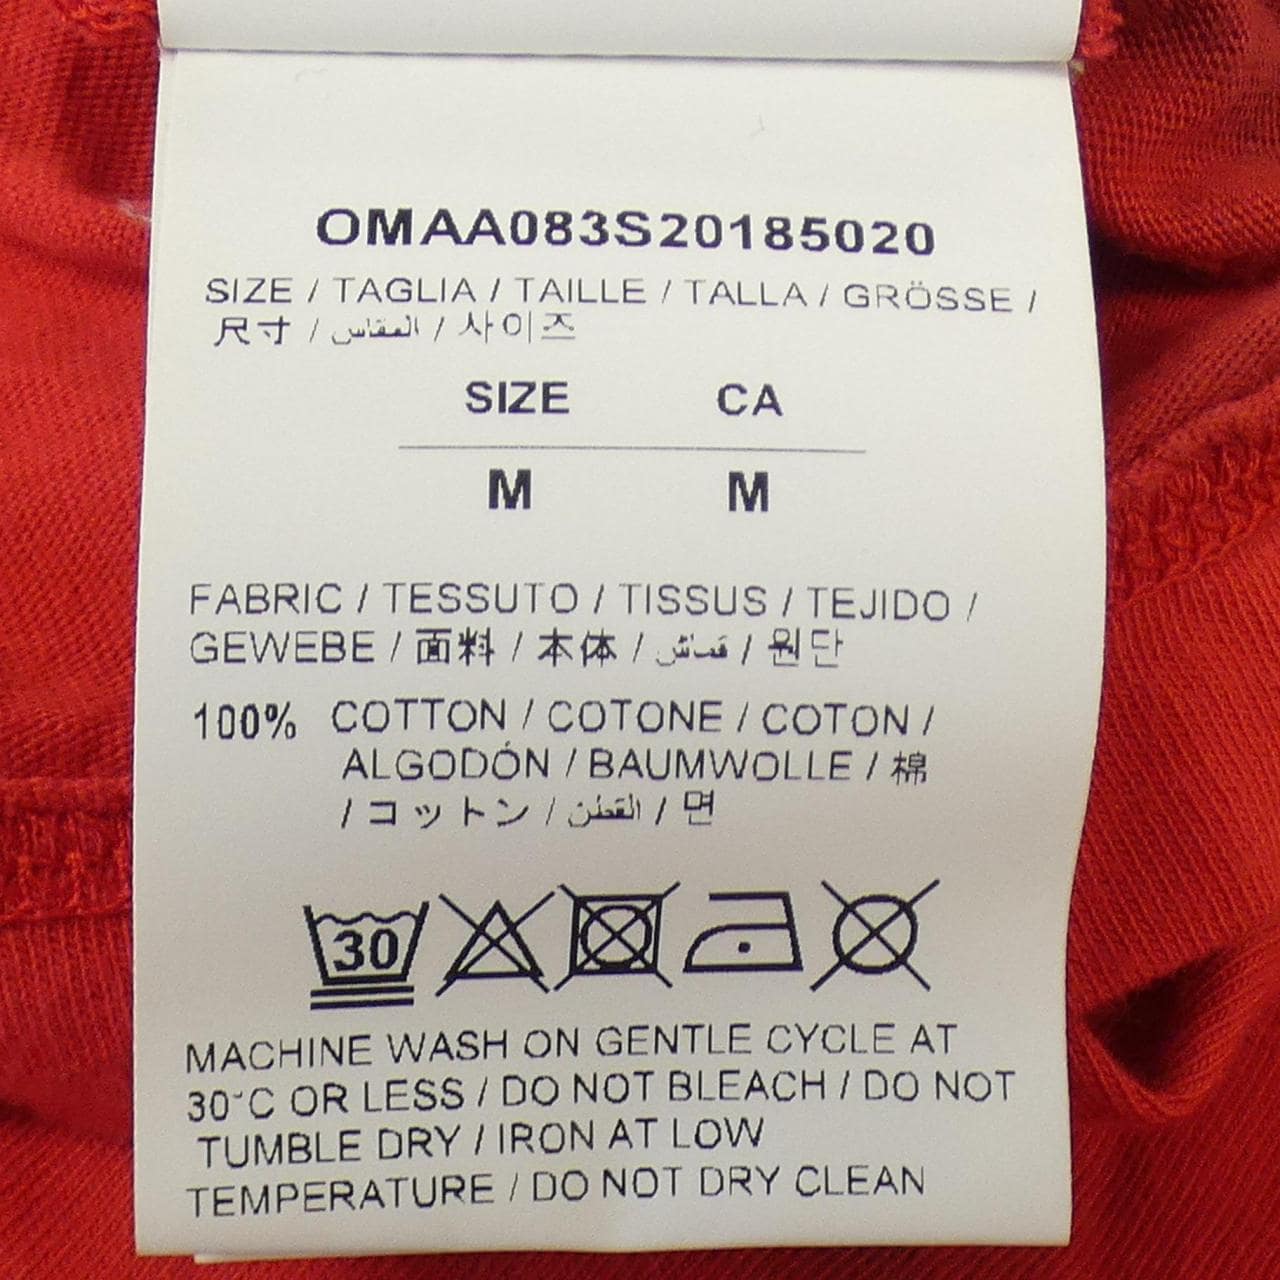 OMAA083S20185020
SIZE / TAGLIA / TAILLE / TALLA / GRÖSSE /
尺寸 / المقاس / 사이즈
SIZE CA
M M
FABRIC / TESSUTO / TISSUS / TEJIDO /
GEWEBE / 面料 / 本体 / قماش / 원단
100% COTTON / COTONE / COTON /
ALGODÓN / BAUMWOLLE / 棉
/ コットン / القطن / 면
30
MACHINE WASH ON GENTLE CYCLE AT
30°C OR LESS / DO NOT BLEACH / DO NOT
TUMBLE DRY / IRON AT LOW
TEMPERATURE / DO NOT DRY CLEAN